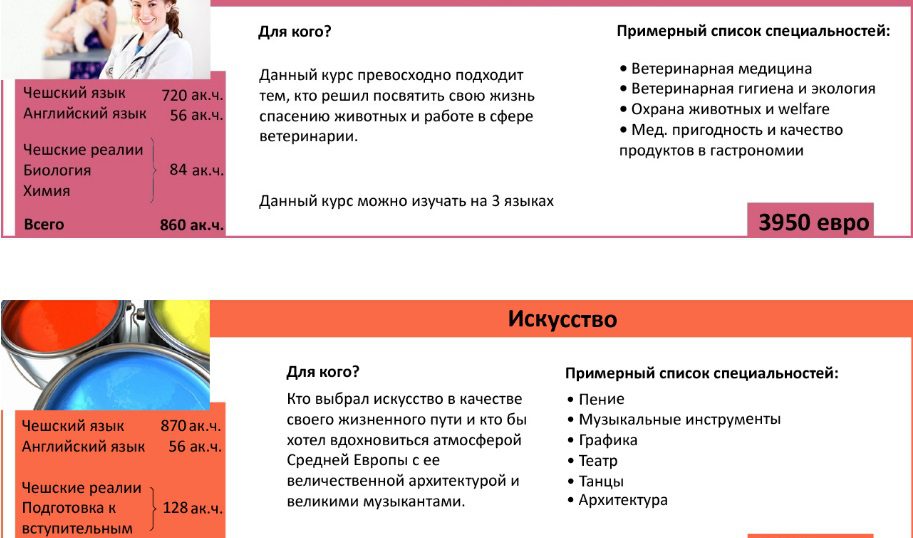 Для кого?
Данный курс превосходно подходит
тем, кто решил посвятить свою жизнь
спасению животных и работе в сфере
ветеринарии.
Данный курс можно изучать на 3 языках
Примерный список специальностей:
• Ветеринарная медицина
• Ветеринарная гигиена и экология
• Охрана животных и welfare
• Мед. пригодность и качество
продуктов в гастрономии
Чешский язык 720 ак.ч.
Английский язык 56 ак.ч.
Чешские реалии
Биология 84 ак.ч.
Химия
Всего 860 ак.ч.
3950 евро
Искусство
Для кого?
Кто выбрал искусство в качестве
своего жизненного пути и кто бы
хотел вдохновиться атмосферой
Средней Европы с ее
величественной архитектурой и
великими музыкантами.
Примерный список специальностей:
• Пение
• Музыкальные инструменты
• Графика
• Театр
• Танцы
• Архитектура
Чешский язык 870 ак.ч.
Английский язык 56 ак.ч.
Чешские реалии
Подготовка к 128 ак.ч.
вступительным